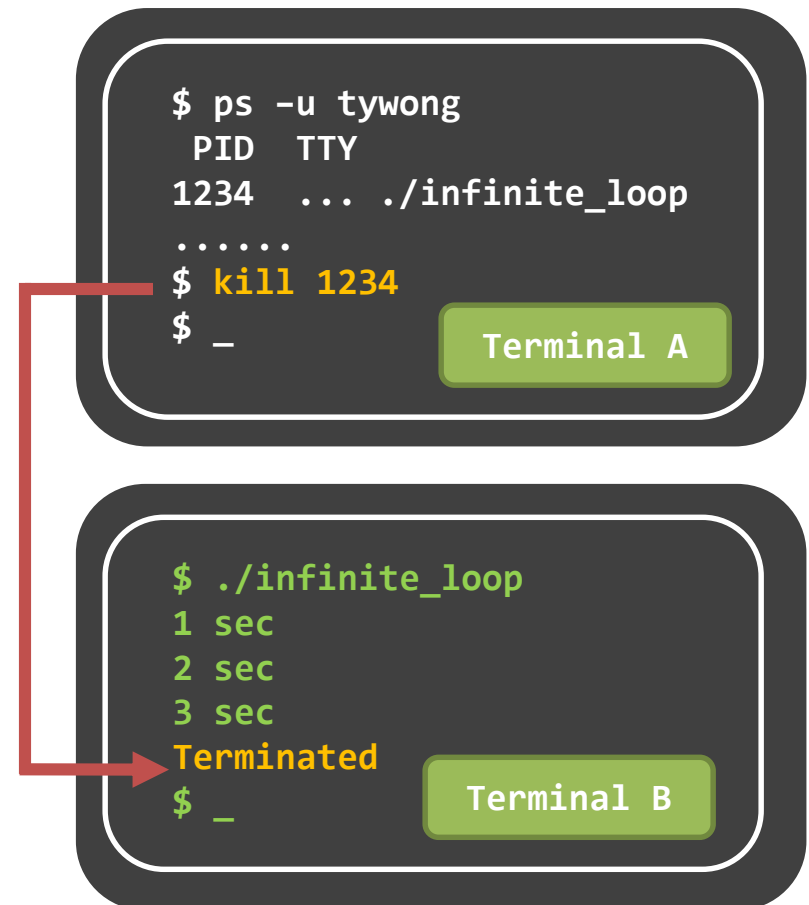 $ ps –u tywong
PID TTY
1234 ... ./infinite_loop
......
$ kill 1234
$ _
Terminal A
$ ./infinite_loop
1 sec
2 sec
3 sec
Terminated
$ _
Terminal B